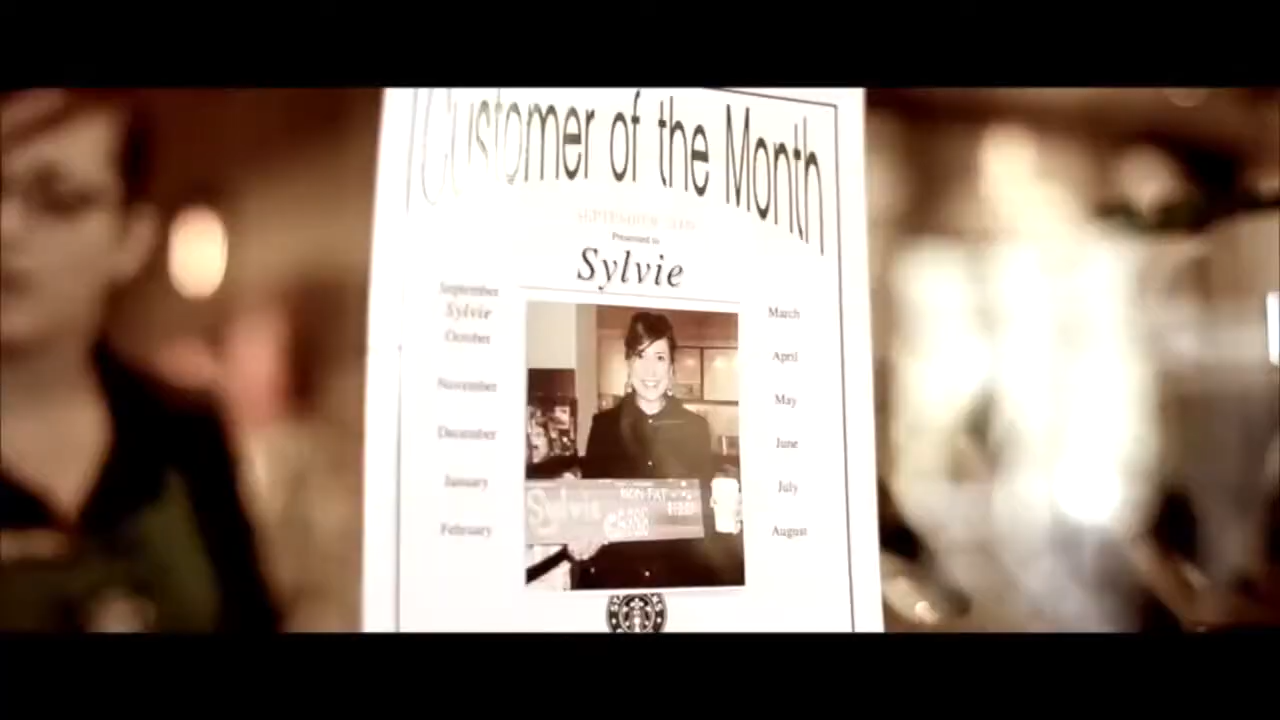 Customer of the Month
SEPTEMBER
Presented to
Sylvie
September
Sylvie
October
November
December
January
February
March
April
May
June
July
August
Sylvie
NON-FAT